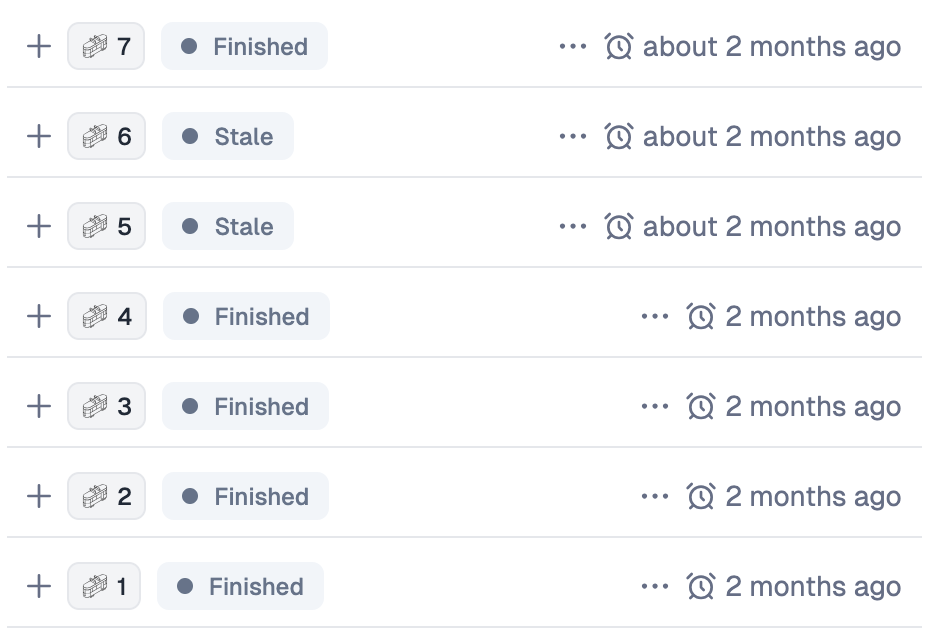 7 Finished ... about 2 months ago
6 Stale ... about 2 months ago
5 Stale ... about 2 months ago
4 Finished ... 2 months ago
3 Finished ... 2 months ago
2 Finished ... 2 months ago
1 Finished ... 2 months ago